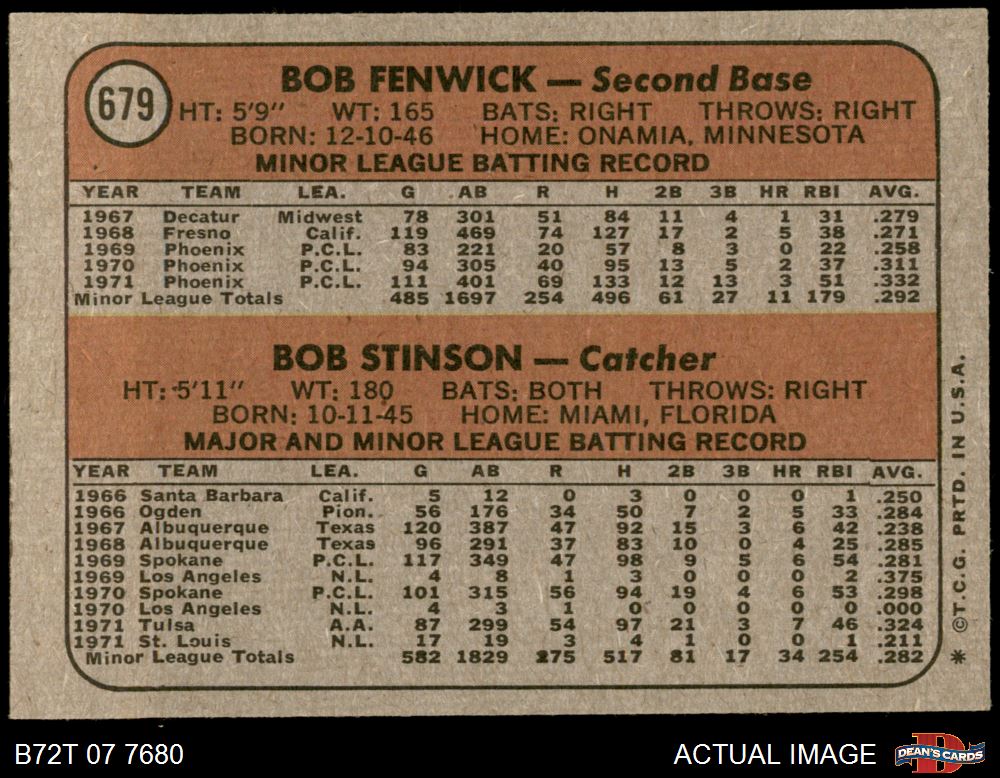 679
BOB FENWICK — Second Base
HT: 5'9" WT: 165 BATS: RIGHT THROWS: RIGHT
BORN: 12-10-46 HOME: ONAMIA, MINNESOTA
MINOR LEAGUE BATTING RECORD
YEAR TEAM LEA. G AB R H 2B 3B HR RBI AVG.
1967 Decatur Midwest 78 301 51 84 11 4 1 31 .279
1968 Fresno Calif. 119 469 74 127 17 2 5 38 .271
1969 Phoenix P.C.L. 83 221 20 57 8 3 0 22 .258
1970 Phoenix P.C.L. 94 305 40 95 13 5 2 37 .311
1971 Phoenix P.C.L. 111 401 69 133 12 13 3 51 .332
Minor League Totals 485 1697 254 496 61 27 11 179 .292
BOB STINSON — Catcher
HT: 5'11" WT: 180 BATS: BOTH THROWS: RIGHT
BORN: 10-11-45 HOME: MIAMI, FLORIDA
MAJOR AND MINOR LEAGUE BATTING RECORD
YEAR TEAM LEA. G AB R H 2B 3B HR RBI AVG.
1966 Santa Barbara Calif. 5 12 0 3 0 0 0 1 .250
1966 Ogden Pion. 56 176 34 50 7 2 5 33 .284
1967 Albuquerque Texas 120 387 47 92 15 3 6 42 .238
1968 Albuquerque Texas 96 291 37 83 10 0 4 25 .285
1969 Spokane P.C.L. 117 349 47 98 9 5 6 54 .281
1969 Los Angeles N.L. 4 8 1 3 0 0 0 2 .375
1970 Spokane P.C.L. 101 315 56 94 19 4 6 53 .298
1970 Los Angeles N.L. 4 3 1 0 0 0 0 0 .000
1971 Tulsa A.A. 87 299 54 97 21 3 7 46 .324
1971 St. Louis N.L. 17 19 3 4 1 0 0 1 .211
Minor League Totals 582 1829 275 517 81 17 34 254 .282
* ©T.C.G. PRTD. IN U.S.A.
B72T 07 7680
ACTUAL IMAGE
DEAN'S CARDS